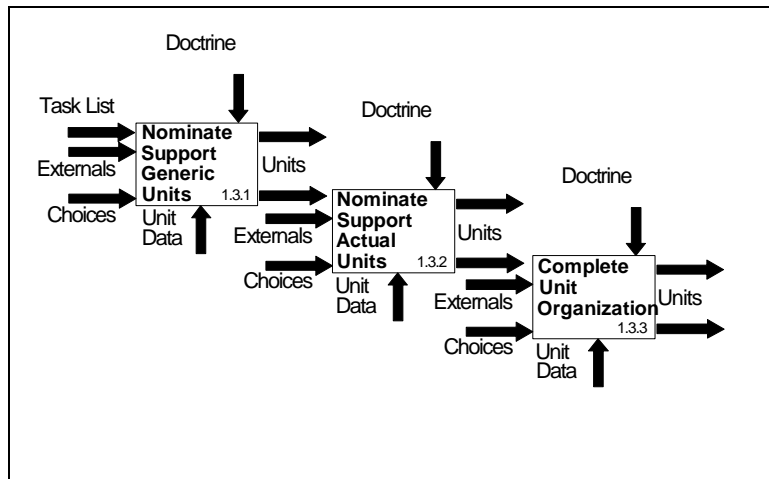 Doctrine
Task List
Externals
Choices
Nominate
Support
Generic
Units
1.3.1
Unit
Data
Units
Doctrine
Externals
Choices
Nominate
Support
Actual
Units
1.3.2
Unit
Data
Units
Doctrine
Externals
Choices
Complete
Unit
Organization
1.3.3
Unit
Data
Units